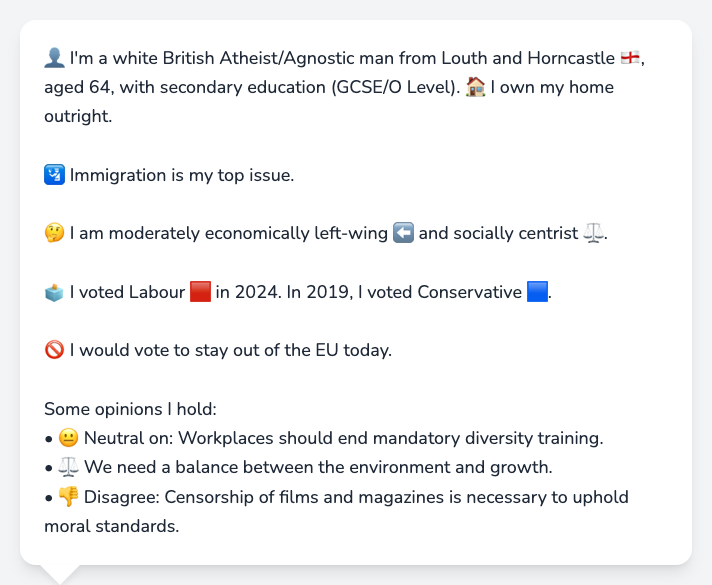 👤 I'm a white British Atheist/Agnostic man from Louth and Horncastle 🏴󠁧󠁢󠁥󠁮󠁧󠁿,
aged 64, with secondary education (GCSE/O Level). 🏠 I own my home
outright.
🛂 Immigration is my top issue.
🤔 I am moderately economically left-wing ⬅️ and socially centrist ⚖️.
🗳️ I voted Labour 🟥 in 2024. In 2019, I voted Conservative 🟦.
🚫 I would vote to stay out of the EU today.
Some opinions I hold:
• 😐 Neutral on: Workplaces should end mandatory diversity training.
• ⚖️ We need a balance between the environment and growth.
• 👎 Disagree: Censorship of films and magazines is necessary to uphold
moral standards.